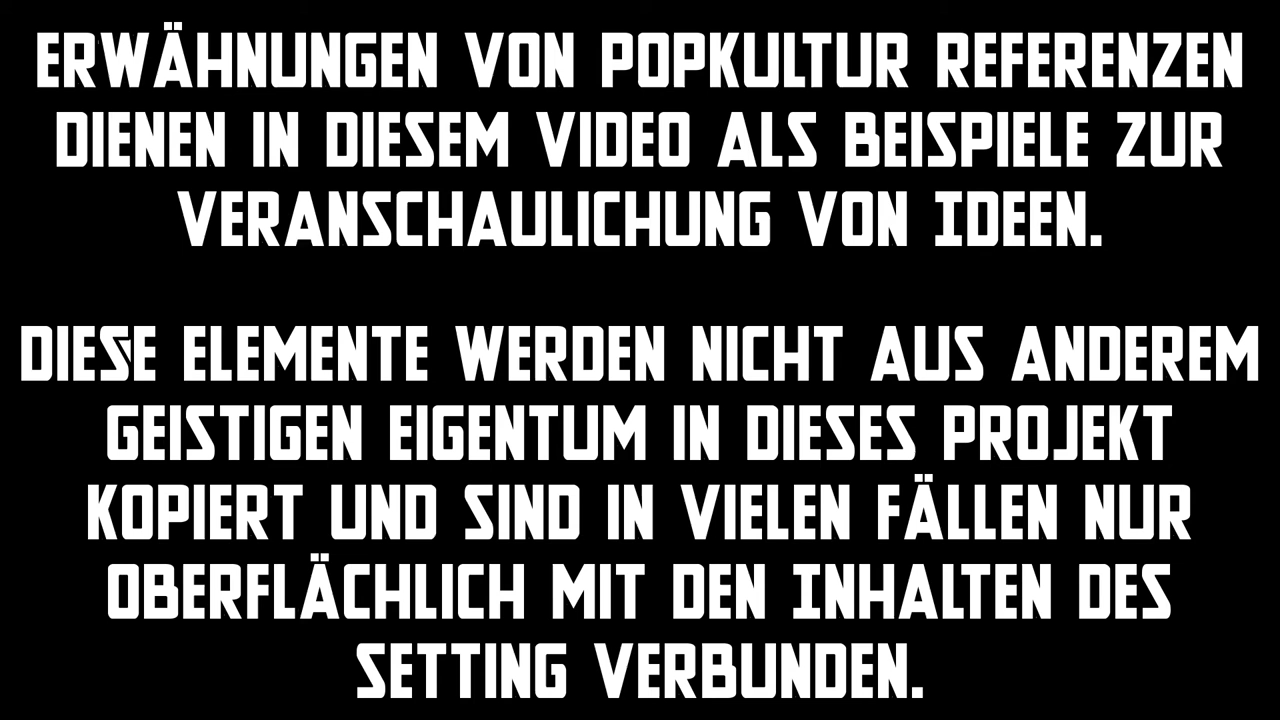 ERWÄHNUNGEN VON POPKULTUR REFERENZEN
DIENEN IN DIESEM VIDEO ALS BEISPIELE ZUR
VERANSCHAULICHUNG VON IDEEN.
DIESE ELEMENTE WERDEN NICHT AUS ANDEREM
GEISTIGEN EIGENTUM IN DIESES PROJEKT
KOPIERT UND SIND IN VIELEN FÄLLEN NUR
OBERFLÄCHLICH MIT DEN INHALTEN DES
SETTING VERBUNDEN.